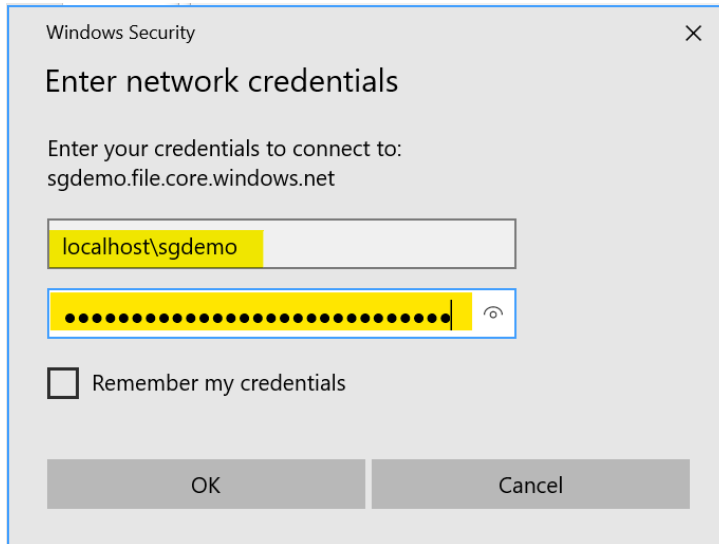 Windows Security
Enter network credentials
Enter your credentials to connect to:
sgdemo.file.core.windows.net
localhost\sgdemo
●●●●●●●●●●●●●●●●●●●●●●●●●●●●●
Remember my credentials
OK
Cancel